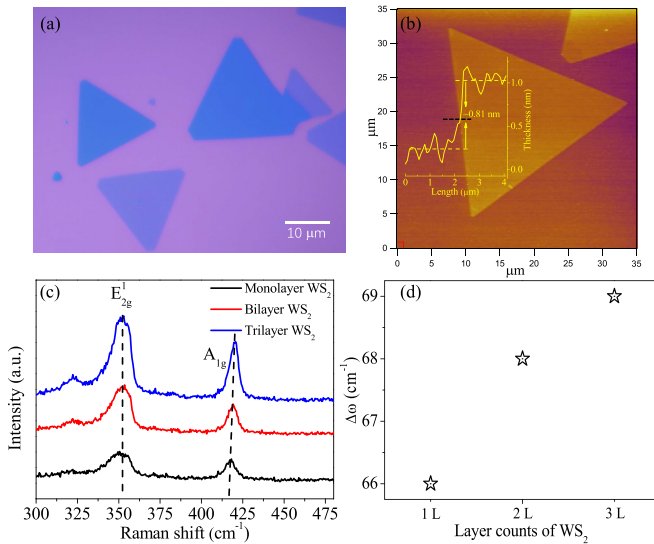 (a)
10 μm
(b)
35
30
25
20
15
10
5
0
μm
0 5 10 15 20 25 30 35
μm
1.0
0.5
0.0
Thickness (nm)
~0.81 nm
0 1 2 3 4
Length (μm)
(c)
E¹₂g
A₁g
Monolayer WS₂
Bilayer WS₂
Trilayer WS₂
Intensity (a.u.)
300 325 350 375 400 425 450 475
Raman shift (cm⁻¹)
(d)
69
68
67
66
Δω (cm⁻¹)
1 L 2 L 3 L
Layer counts of WS₂